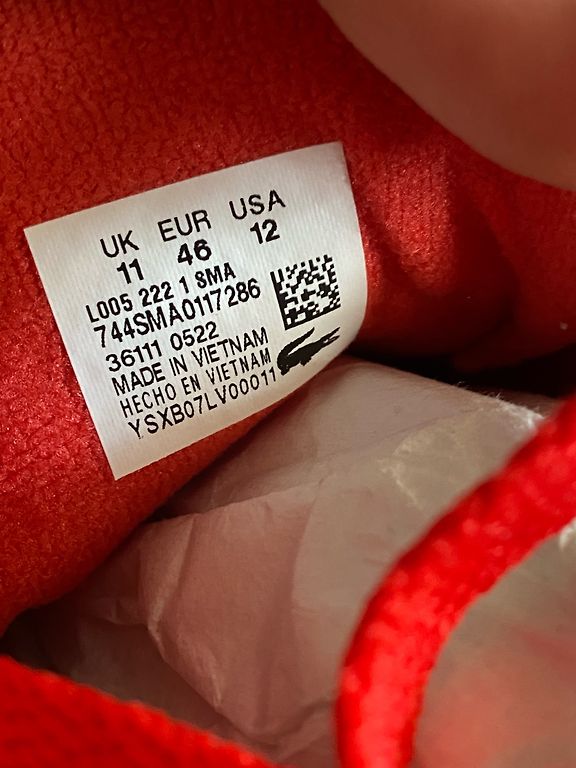 UK EUR USA
11 46 12
L005 222 1 SMA
744SMA0117286
36111 0522
MADE IN VIETNAM
HECHO EN VIETNAM
YSXB07LV00011